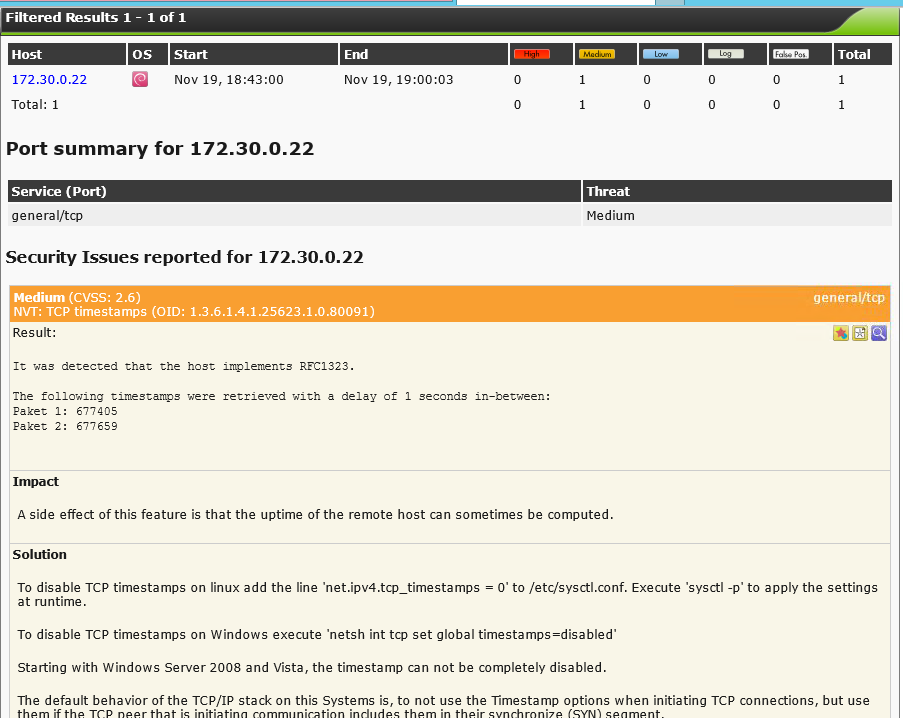 Filtered Results 1 - 1 of 1
Host OS Start End High Medium Low Log False Pos. Total
172.30.0.22 Nov 19, 18:43:00 Nov 19, 19:00:03 0 1 0 0 0 1
Total: 1 0 1 0 0 0 1
Port summary for 172.30.0.22
Service (Port) Threat
general/tcp Medium
Security Issues reported for 172.30.0.22
Medium (CVSS: 2.6) general/tcp
NVT: TCP timestamps (OID: 1.3.6.1.4.1.25623.1.0.80091)
Result:
It was detected that the host implements RFC1323.
The following timestamps were retrieved with a delay of 1 seconds in-between:
Paket 1: 677405
Paket 2: 677659
Impact
A side effect of this feature is that the uptime of the remote host can sometimes be computed.
Solution
To disable TCP timestamps on linux add the line 'net.ipv4.tcp_timestamps = 0' to /etc/sysctl.conf. Execute 'sysctl -p' to apply the settings
at runtime.
To disable TCP timestamps on Windows execute 'netsh int tcp set global timestamps=disabled'
Starting with Windows Server 2008 and Vista, the timestamp can not be completely disabled.
The default behavior of the TCP/IP stack on this Systems is, to not use the Timestamp options when initiating TCP connections, but use
them if the TCP peer that is initiating communication includes them in their synchronize (SYN) segment.